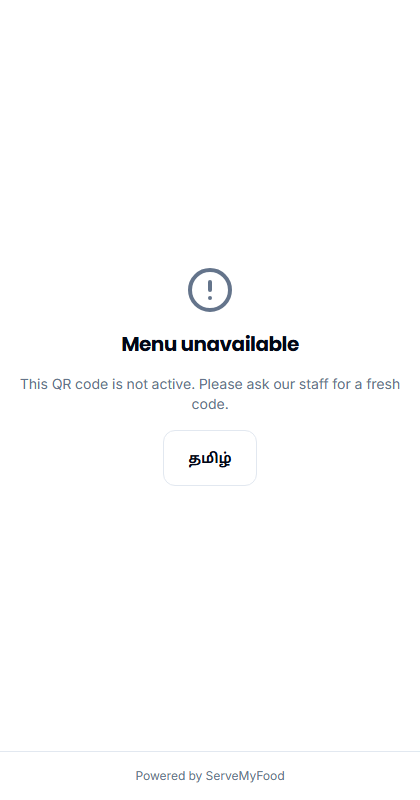 Menu unavailable
This QR code is not active. Please ask our staff for a fresh
code.
தமிழ்
Powered by ServeMyFood